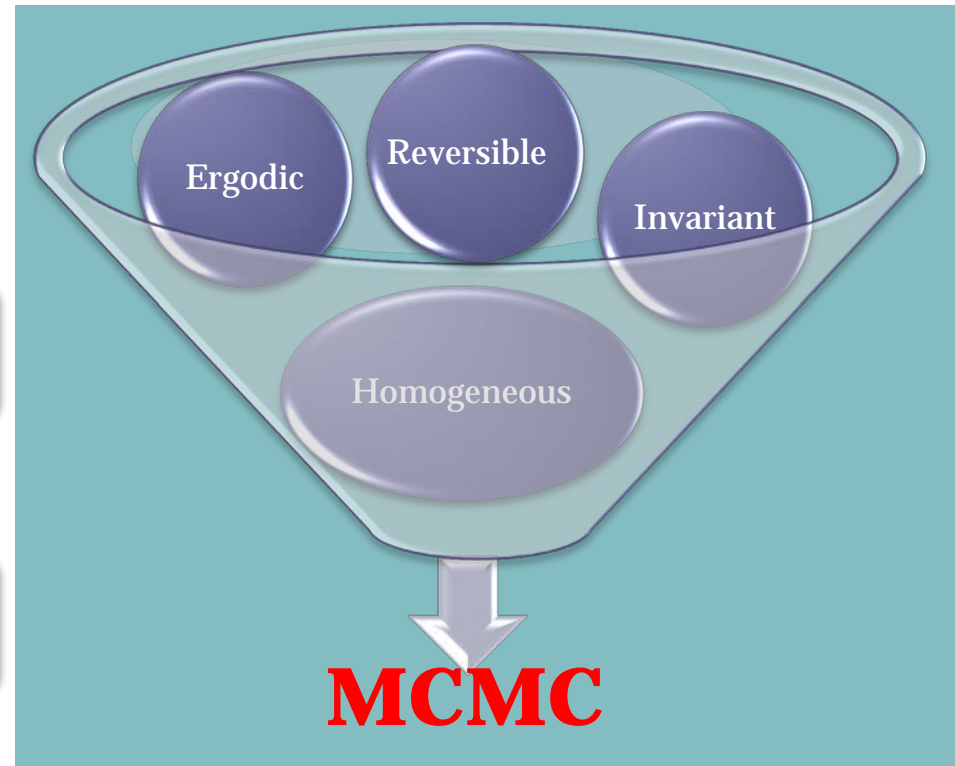 Ergodic
Reversible
Invariant
Homogeneous
MCMC